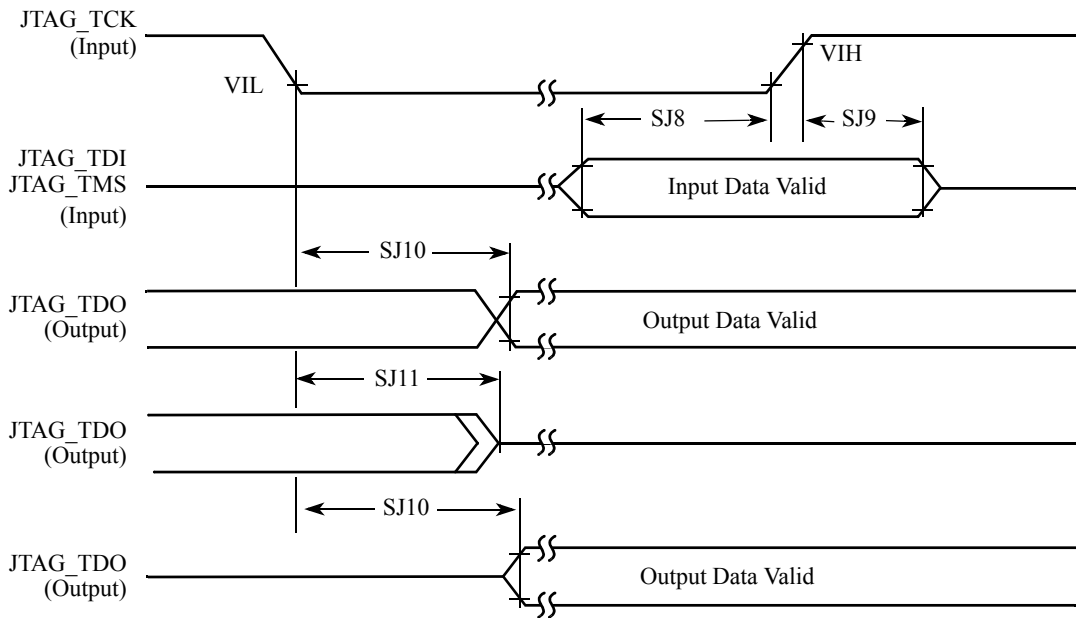 JTAG_TCK
(Input)
VIL
VIH
SJ8
SJ9
JTAG_TDI
JTAG_TMS
(Input)
Input Data Valid
SJ10
JTAG_TDO
(Output)
Output Data Valid
SJ11
JTAG_TDO
(Output)
SJ10
JTAG_TDO
(Output)
Output Data Valid